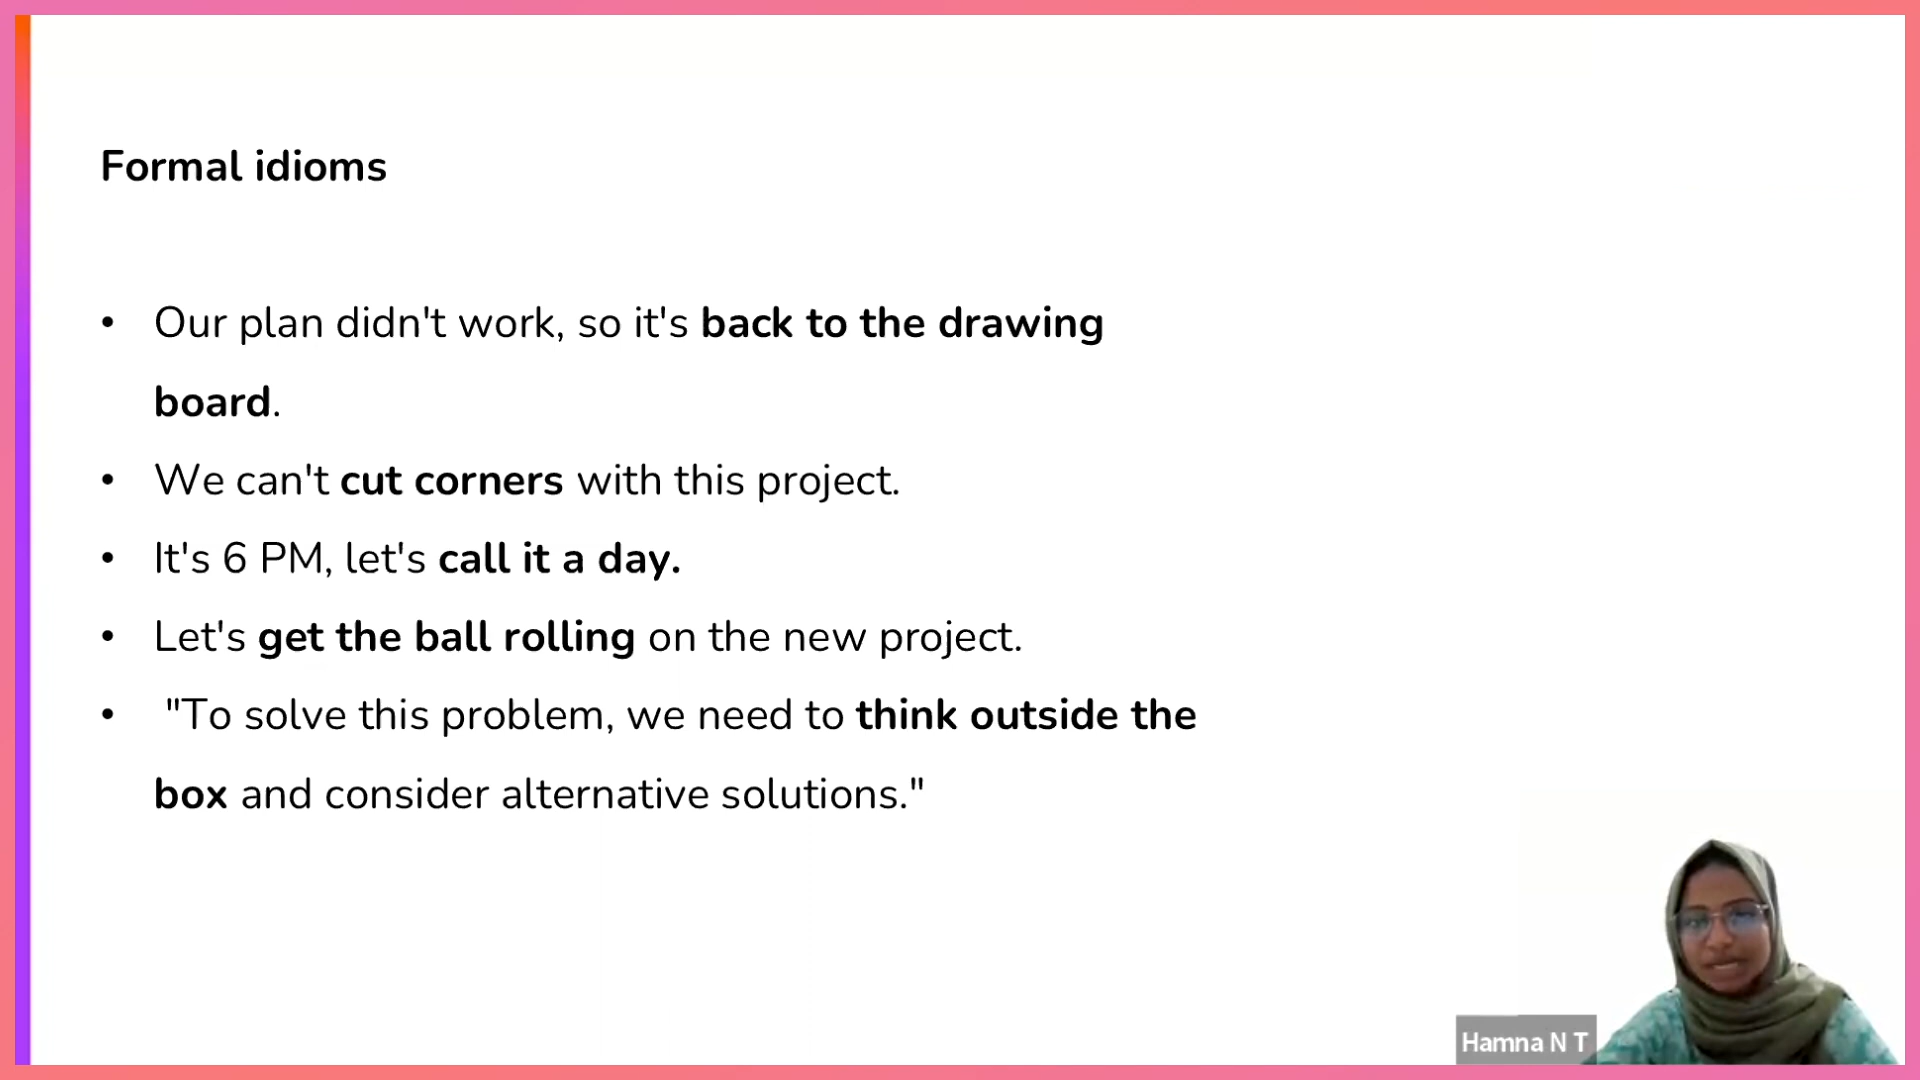 Formal idioms
• Our plan didn't work, so it's back to the drawing
board.
• We can't cut corners with this project.
• It's 6 PM, let's call it a day.
• Let's get the ball rolling on the new project.
• "To solve this problem, we need to think outside the
box and consider alternative solutions."
Hamna N T